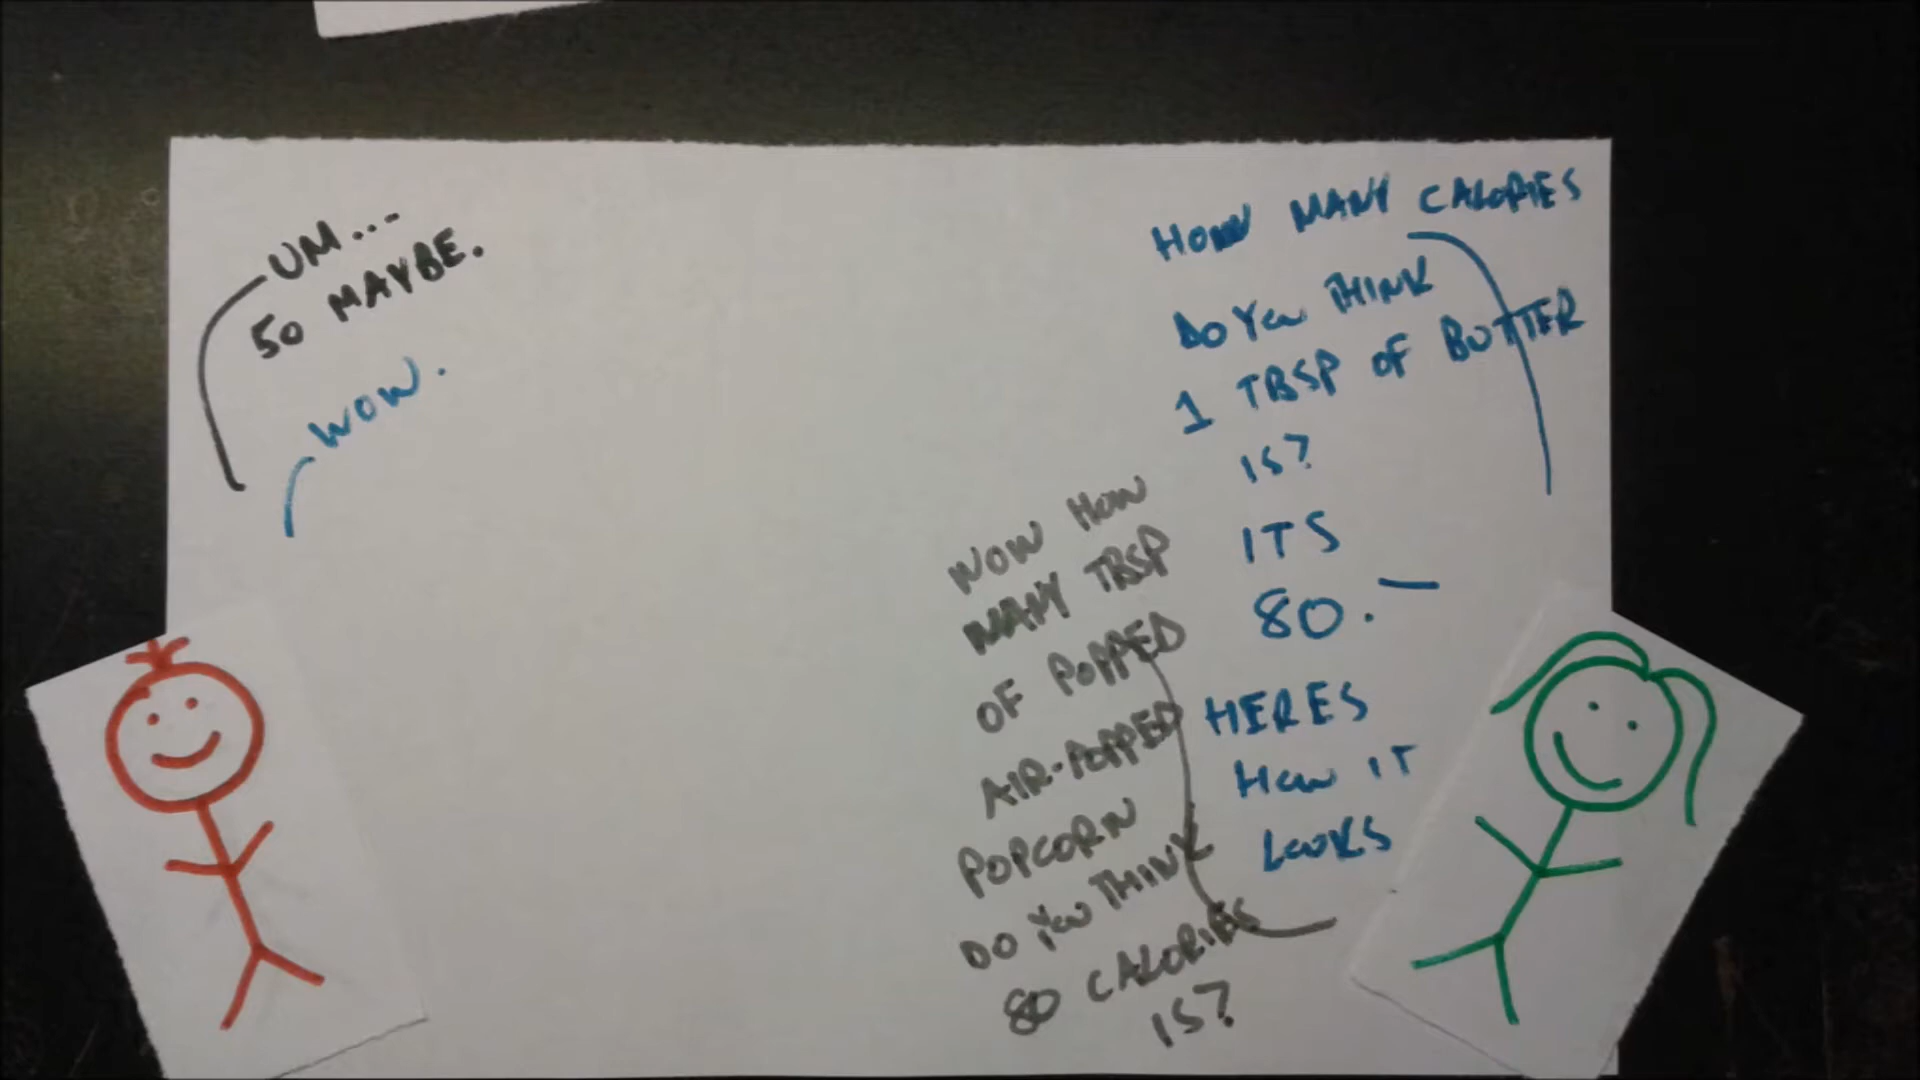 UM...
50 MAYBE.
WOW.
HOW MANY CALORIES
DO YOU THINK
1 TBSP OF BUTTER
IS?
ITS
80.
HERES
HOW IT
LOOKS
NOW HOW
MANY TBSP
OF POPPED
AIR-POPPED
POPCORN
DO YOU THINK
80 CALORIES
IS?